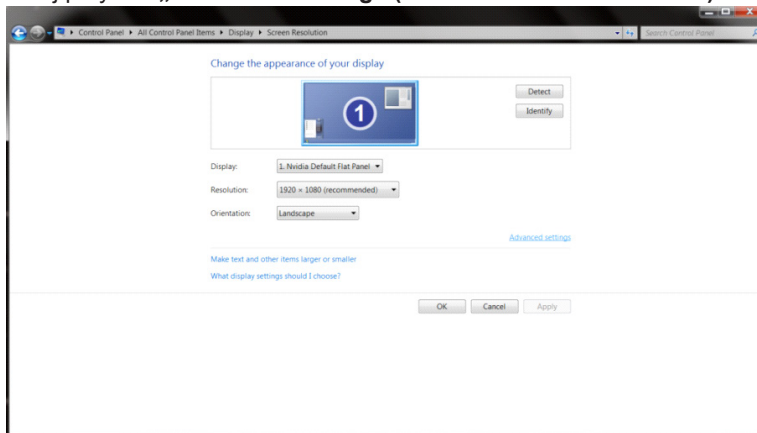 Control Panel ▸ All Control Panel Items ▸ Display ▸ Screen Resolution
Search Control Panel
Change the appearance of your display
1
Detect
Identify
Display: 1. Nvidia Default Flat Panel
Resolution: 1920 × 1080 (recommended)
Orientation: Landscape
Advanced settings
Make text and other items larger or smaller
What display settings should I choose?
OK Cancel Apply